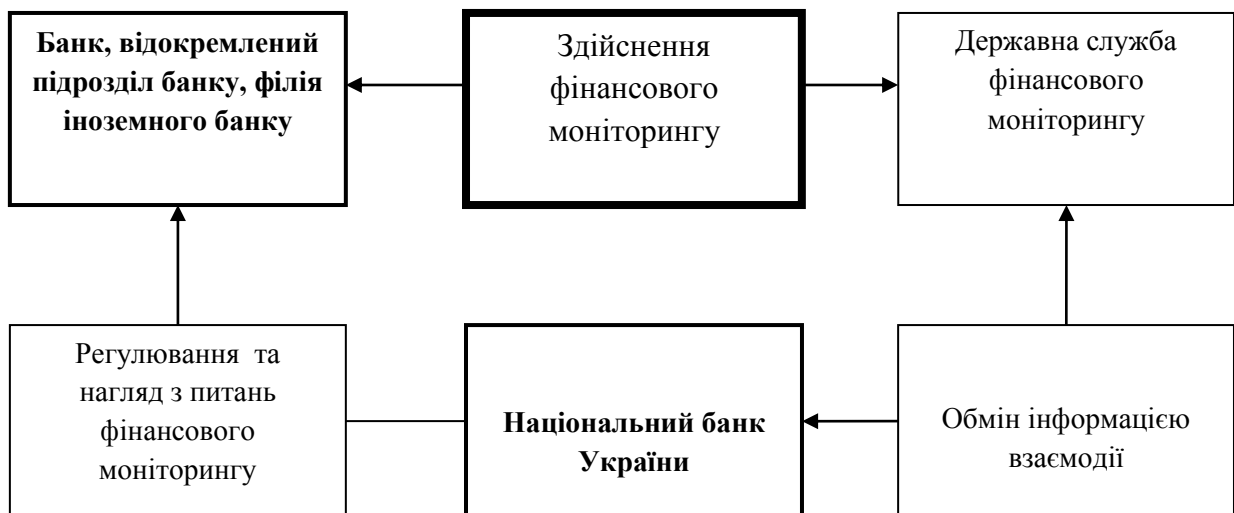 Банк, відокремлений
підрозділ банку, філія
іноземного банку
Здійснення
фінансового
моніторингу
Державна служба
фінансового
моніторингу
Регулювання та
нагляд з питань
фінансового
моніторингу
Національний банк
України
Обмін інформацією
взаємодії